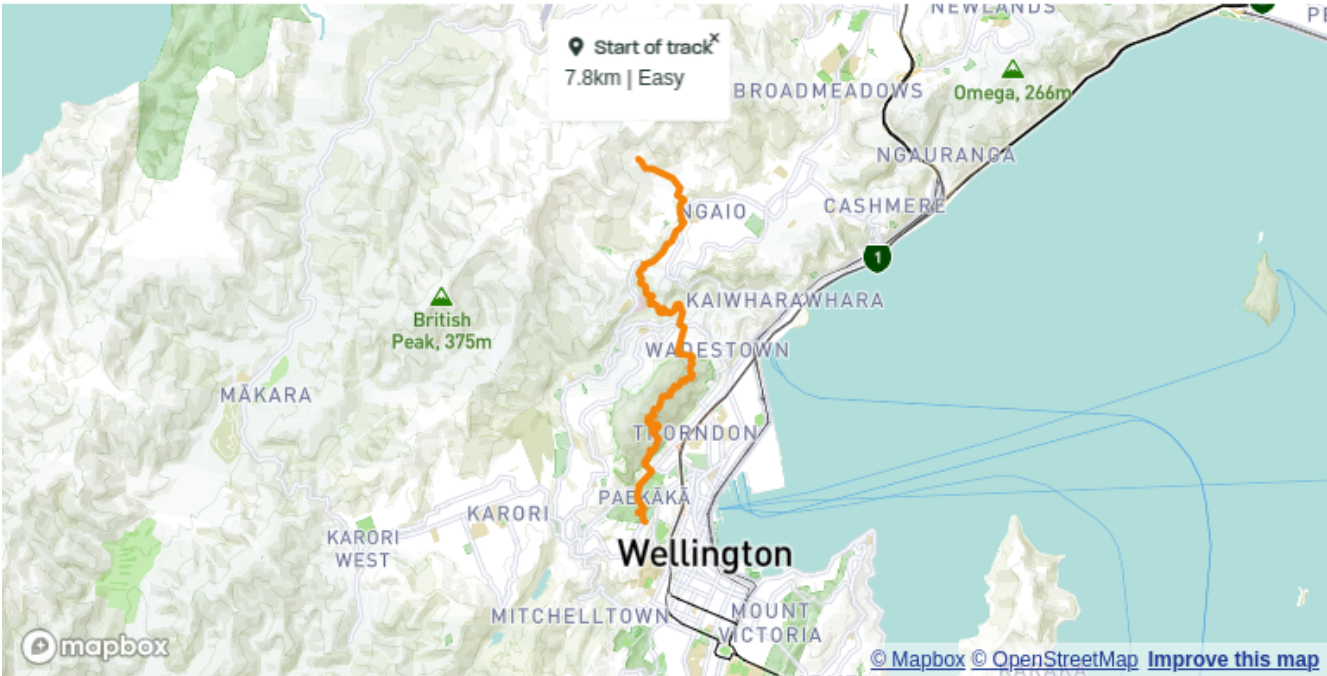 NEWLANDS
Start of track ×
7.8km | Easy
BROADMEADOWS
Omega, 266m
NGAURANGA
NGAIO
CASHMERE
1
KAIWHARAWHARA
British
Peak, 375m
WADESTOWN
MĀKARA
THORNDON
PAEKĀKĀ
KARORI
KARORI
WEST
Wellington
MITCHELLTOWN
MOUNT
VICTORIA
mapbox
© Mapbox © OpenStreetMap Improve this map